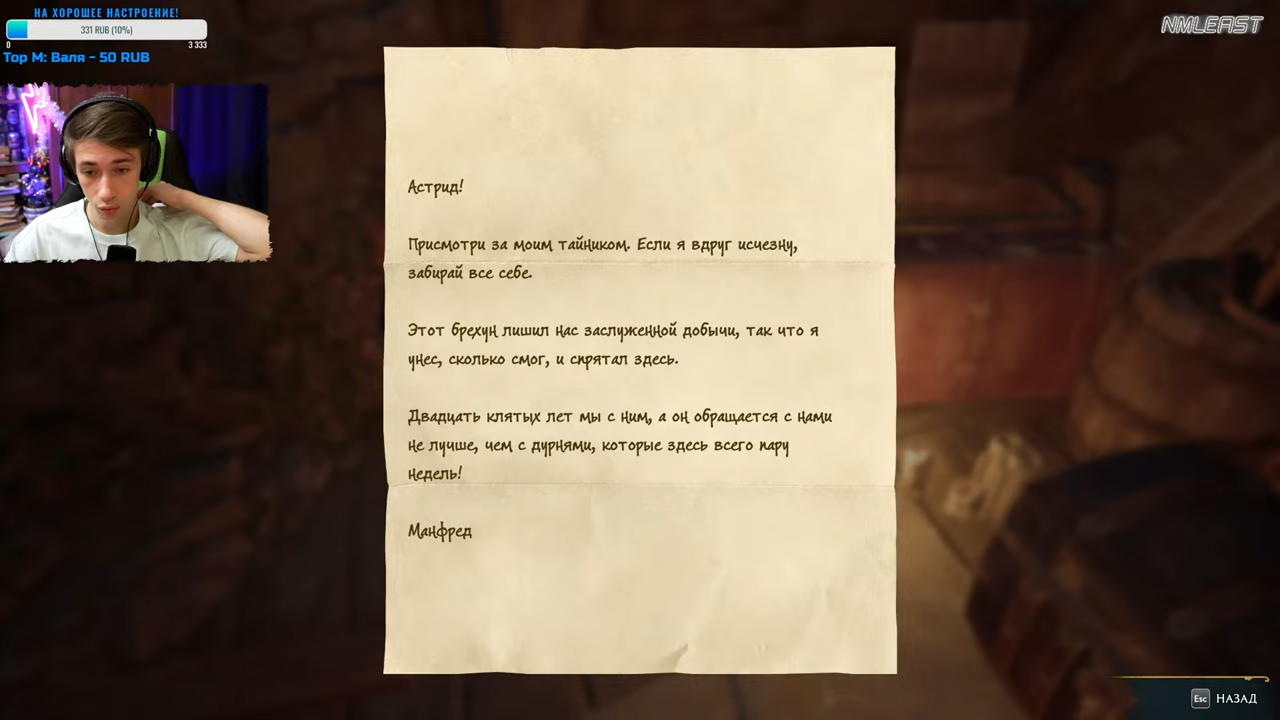 НА ХОРОШЕЕ НАСТРОЕНИЕ!
331 RUB (10%)
0 3 333
Top M: Валя - 50 RUB
NMLEAST
Астрид!
Присмотри за моим тайником. Если я вдруг исчезну,
забирай все себе.
Этот брехун лишил нас заслуженной добычи, так что я
унес, сколько смог, и спрятал здесь.
Двадцать клятых лет мы с ним, а он обращается с нами
не лучше, чем с дурнями, которые здесь всего пару
недель!
Манфред
Esc НАЗАД